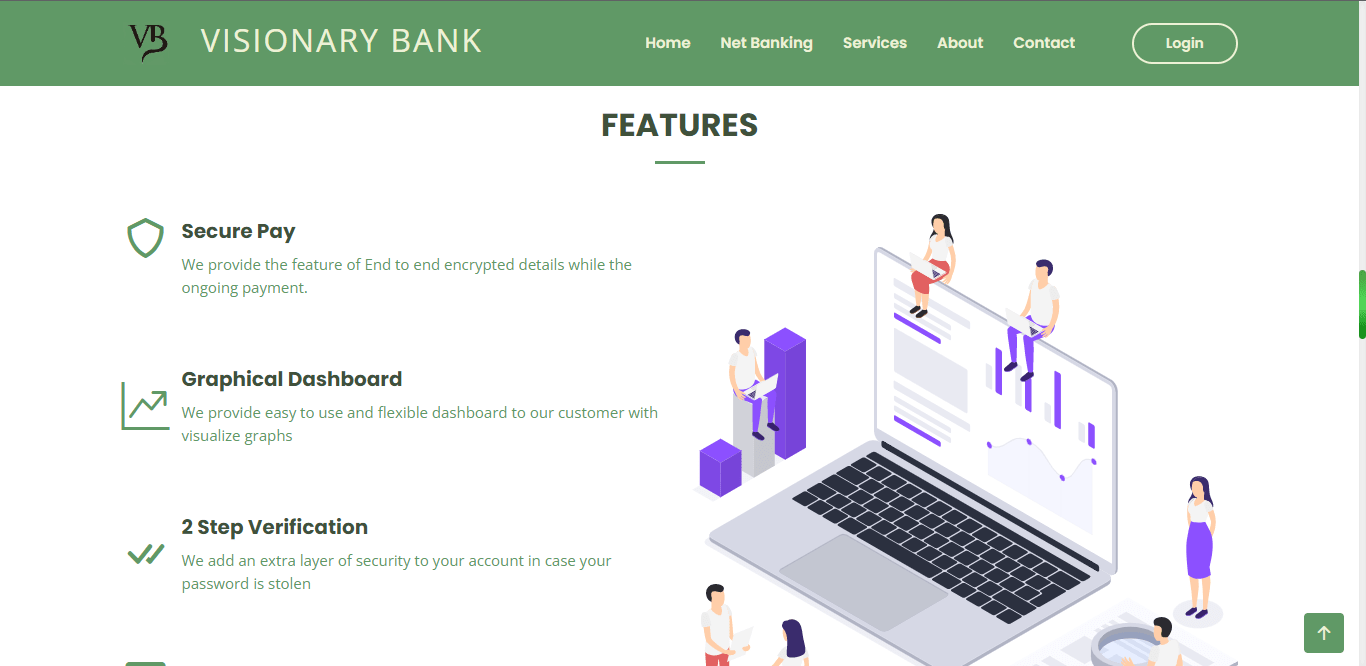 VB VISIONARY BANK Home Net Banking Services About Contact Login
FEATURES
Secure Pay
We provide the feature of End to end encrypted details while the
ongoing payment.
Graphical Dashboard
We provide easy to use and flexible dashboard to our customer with
visualize graphs
2 Step Verification
We add an extra layer of security to your account in case your
password is stolen